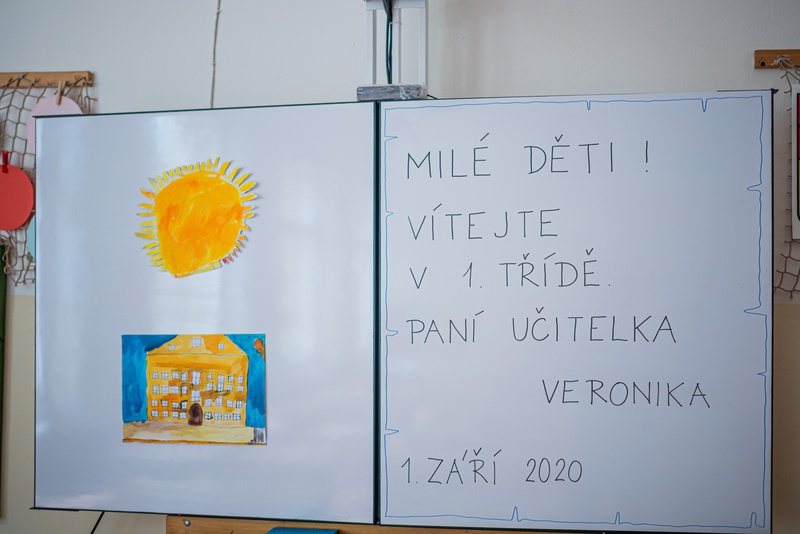 MILÉ DĚTI !
VÍTEJTE
V 1. TŘÍDĚ.
PANÍ UČITELKA
VERONIKA
1. ZÁŘÍ 2020